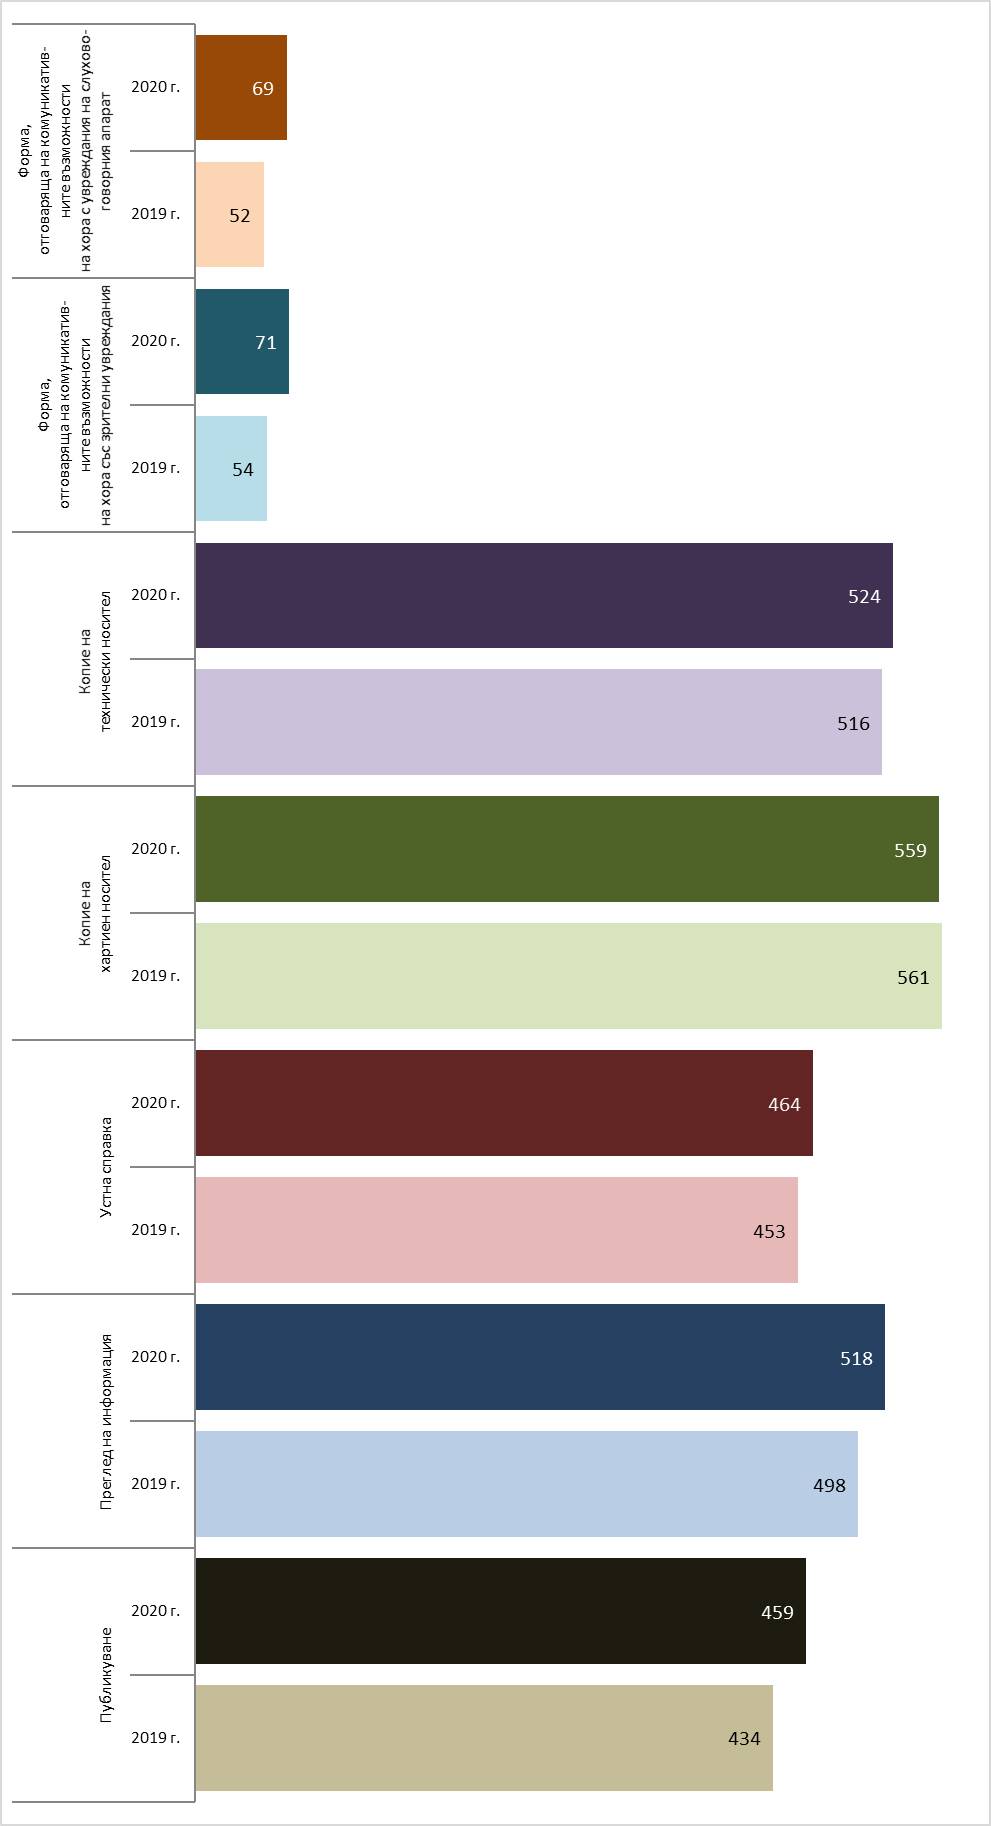 Форма,
отговаряща на комуникатив-
ните възможности
на хора с увреждания на слухово-
говорния апарат
2020 г.
69
2019 г.
52
Форма,
отговаряща на комуникатив-
ните възможности
на хора със зрителни увреждания
2020 г.
71
2019 г.
54
Копие на
технически носител
2020 г.
524
2019 г.
516
Копие на
хартиен носител
2020 г.
559
2019 г.
561
Устна справка
2020 г.
464
2019 г.
453
Преглед на информация
2020 г.
518
2019 г.
498
Публикуване
2020 г.
459
2019 г.
434